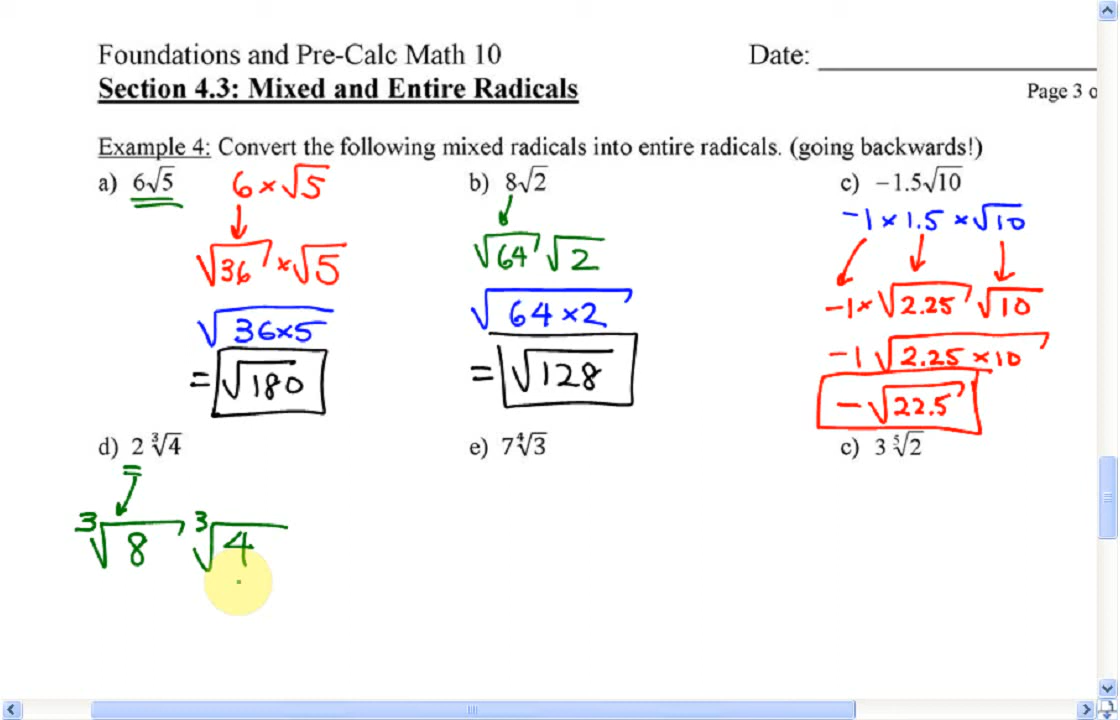 Foundations and Pre-Calc Math 10
Date: ____________________
Section 4.3: Mixed and Entire Radicals
Page 3 o
Example 4: Convert the following mixed radicals into entire radicals. (going backwards!)
a) 6√5
6 × √5
√36 × √5
√36×5
= √180
b) 8√2
√64 √2
√64×2
= √128
c) −1.5√10
-1 × 1.5 × √10
-1 × √2.25 √10
-1 √2.25 × 10
-√22.5
d) 2 ∛4
∛8 ∛4
e) 7∜3
c) 3 ⁵√2